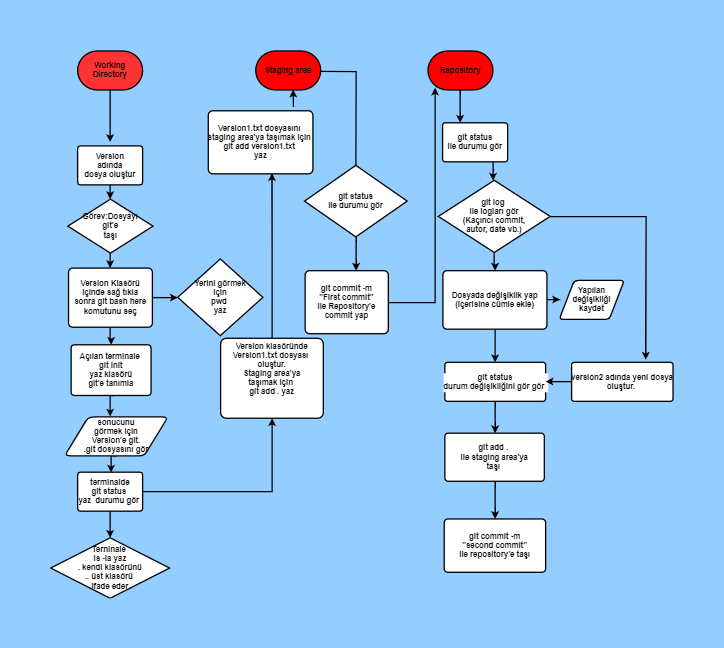 Working
Directory
Version
adında
dosya oluştur
Görev:Dosyayı
git'e
taşı
Version Klasörü
içinde sağ tıkla
sonra git bash here
komutunu seç
Yerini görmek
için
pwd
yaz
Açılan terminale
git init
yaz klasörü
git'e tanımla
sonucunu
görmek için
Version'e git.
.git dosyasını gör
terminalde
git status
yaz durumu gör
Terninale
ls -la yaz
. kendi klasörünü
.. üst klasörü
ifade eder
Staging area
Version1.txt dosyasını
staging area'ya taşımak için
git add version1.txt
yaz
Version klasöründe
Version1.txt dosyası
oluştur.
Staging area'ya
taşımak için
git add . yaz
git status
ile durumu gör
git commit -m
"First commit"
ile Repository'e
commit yap
Repository
git status
ile durumu gör
git log
ile logları gör
(Kaçıncı commit,
autor, date vb.)
Dosyada değişiklik yap
(içerisine cümle ekle)
Yapılan
değişikliği
kaydet
git status
durum değişikliğini gör gör
version2 adında yeni dosya
oluştur.
git add .
ile staging area'ya
taşı
git commit -m
"second commit"
ile repository'e taşı